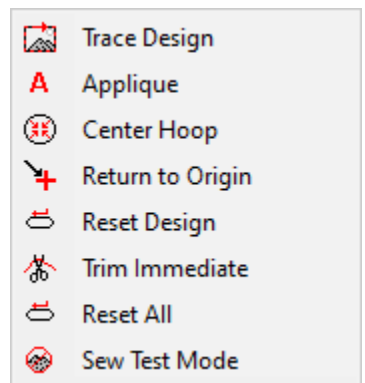 Trace Design
Applique
Center Hoop
Return to Origin
Reset Design
Trim Immediate
Reset All
Sew Test Mode